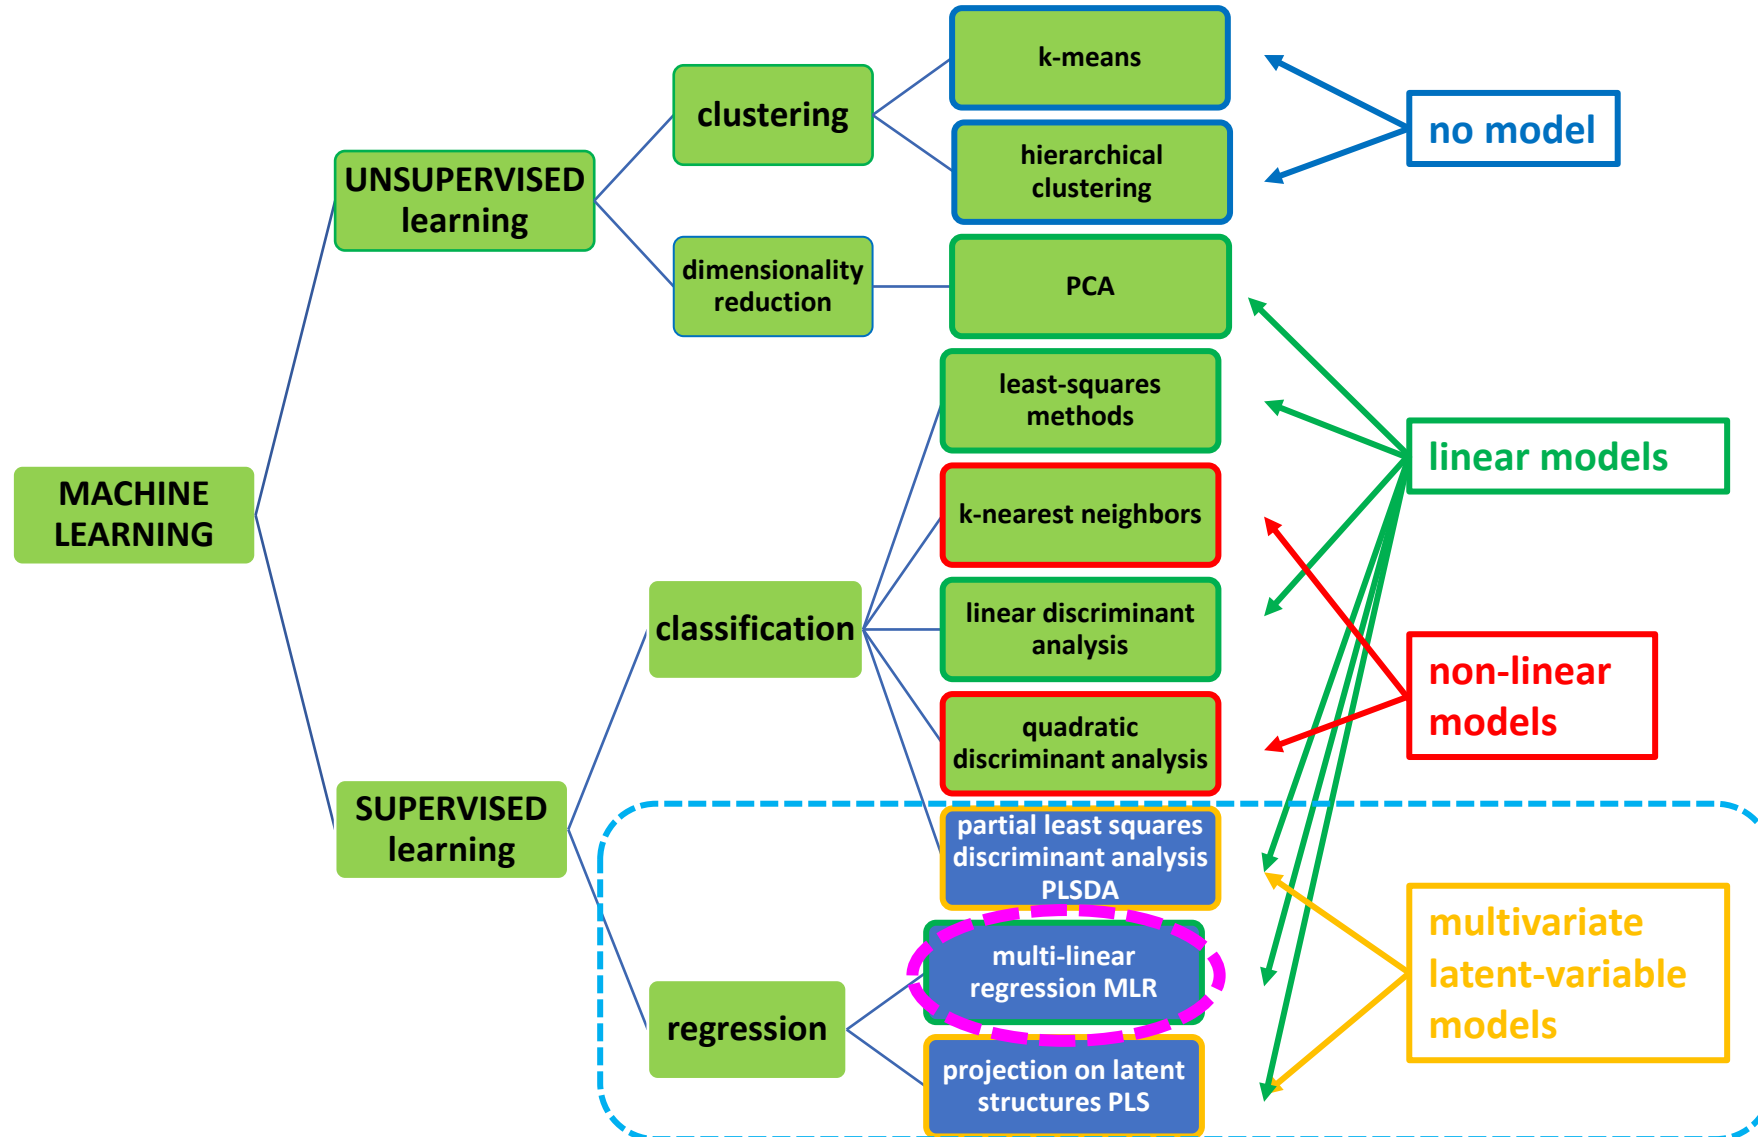 MACHINE
LEARNING
UNSUPERVISED
learning
SUPERVISED
learning
clustering
dimensionality
reduction
classification
regression
k-means
hierarchical
clustering
PCA
least-squares
methods
k-nearest neighbors
linear discriminant
analysis
quadratic
discriminant analysis
partial least squares
discriminant analysis
PLSDA
multi-linear
regression MLR
projection on latent
structures PLS
no model
linear models
non-linear
models
multivariate
latent-variable
models